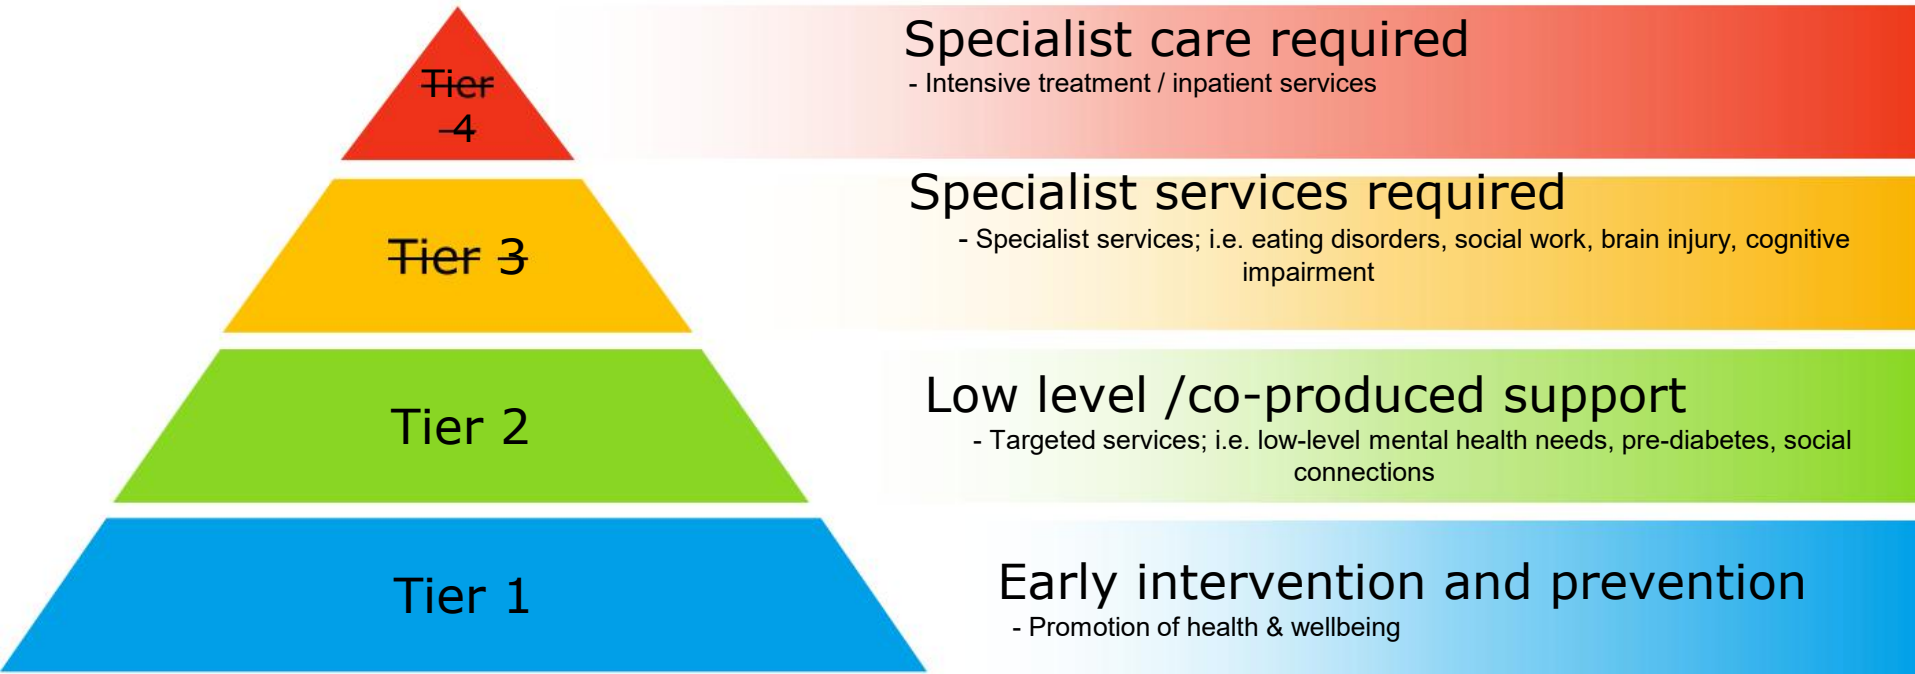 Tier
4
Specialist care required
- Intensive treatment / inpatient services
Tier 3
Specialist services required
- Specialist services; i.e. eating disorders, social work, brain injury, cognitive
impairment
Tier 2
Low level /co-produced support
- Targeted services; i.e. low-level mental health needs, pre-diabetes, social
connections
Tier 1
Early intervention and prevention
- Promotion of health & wellbeing